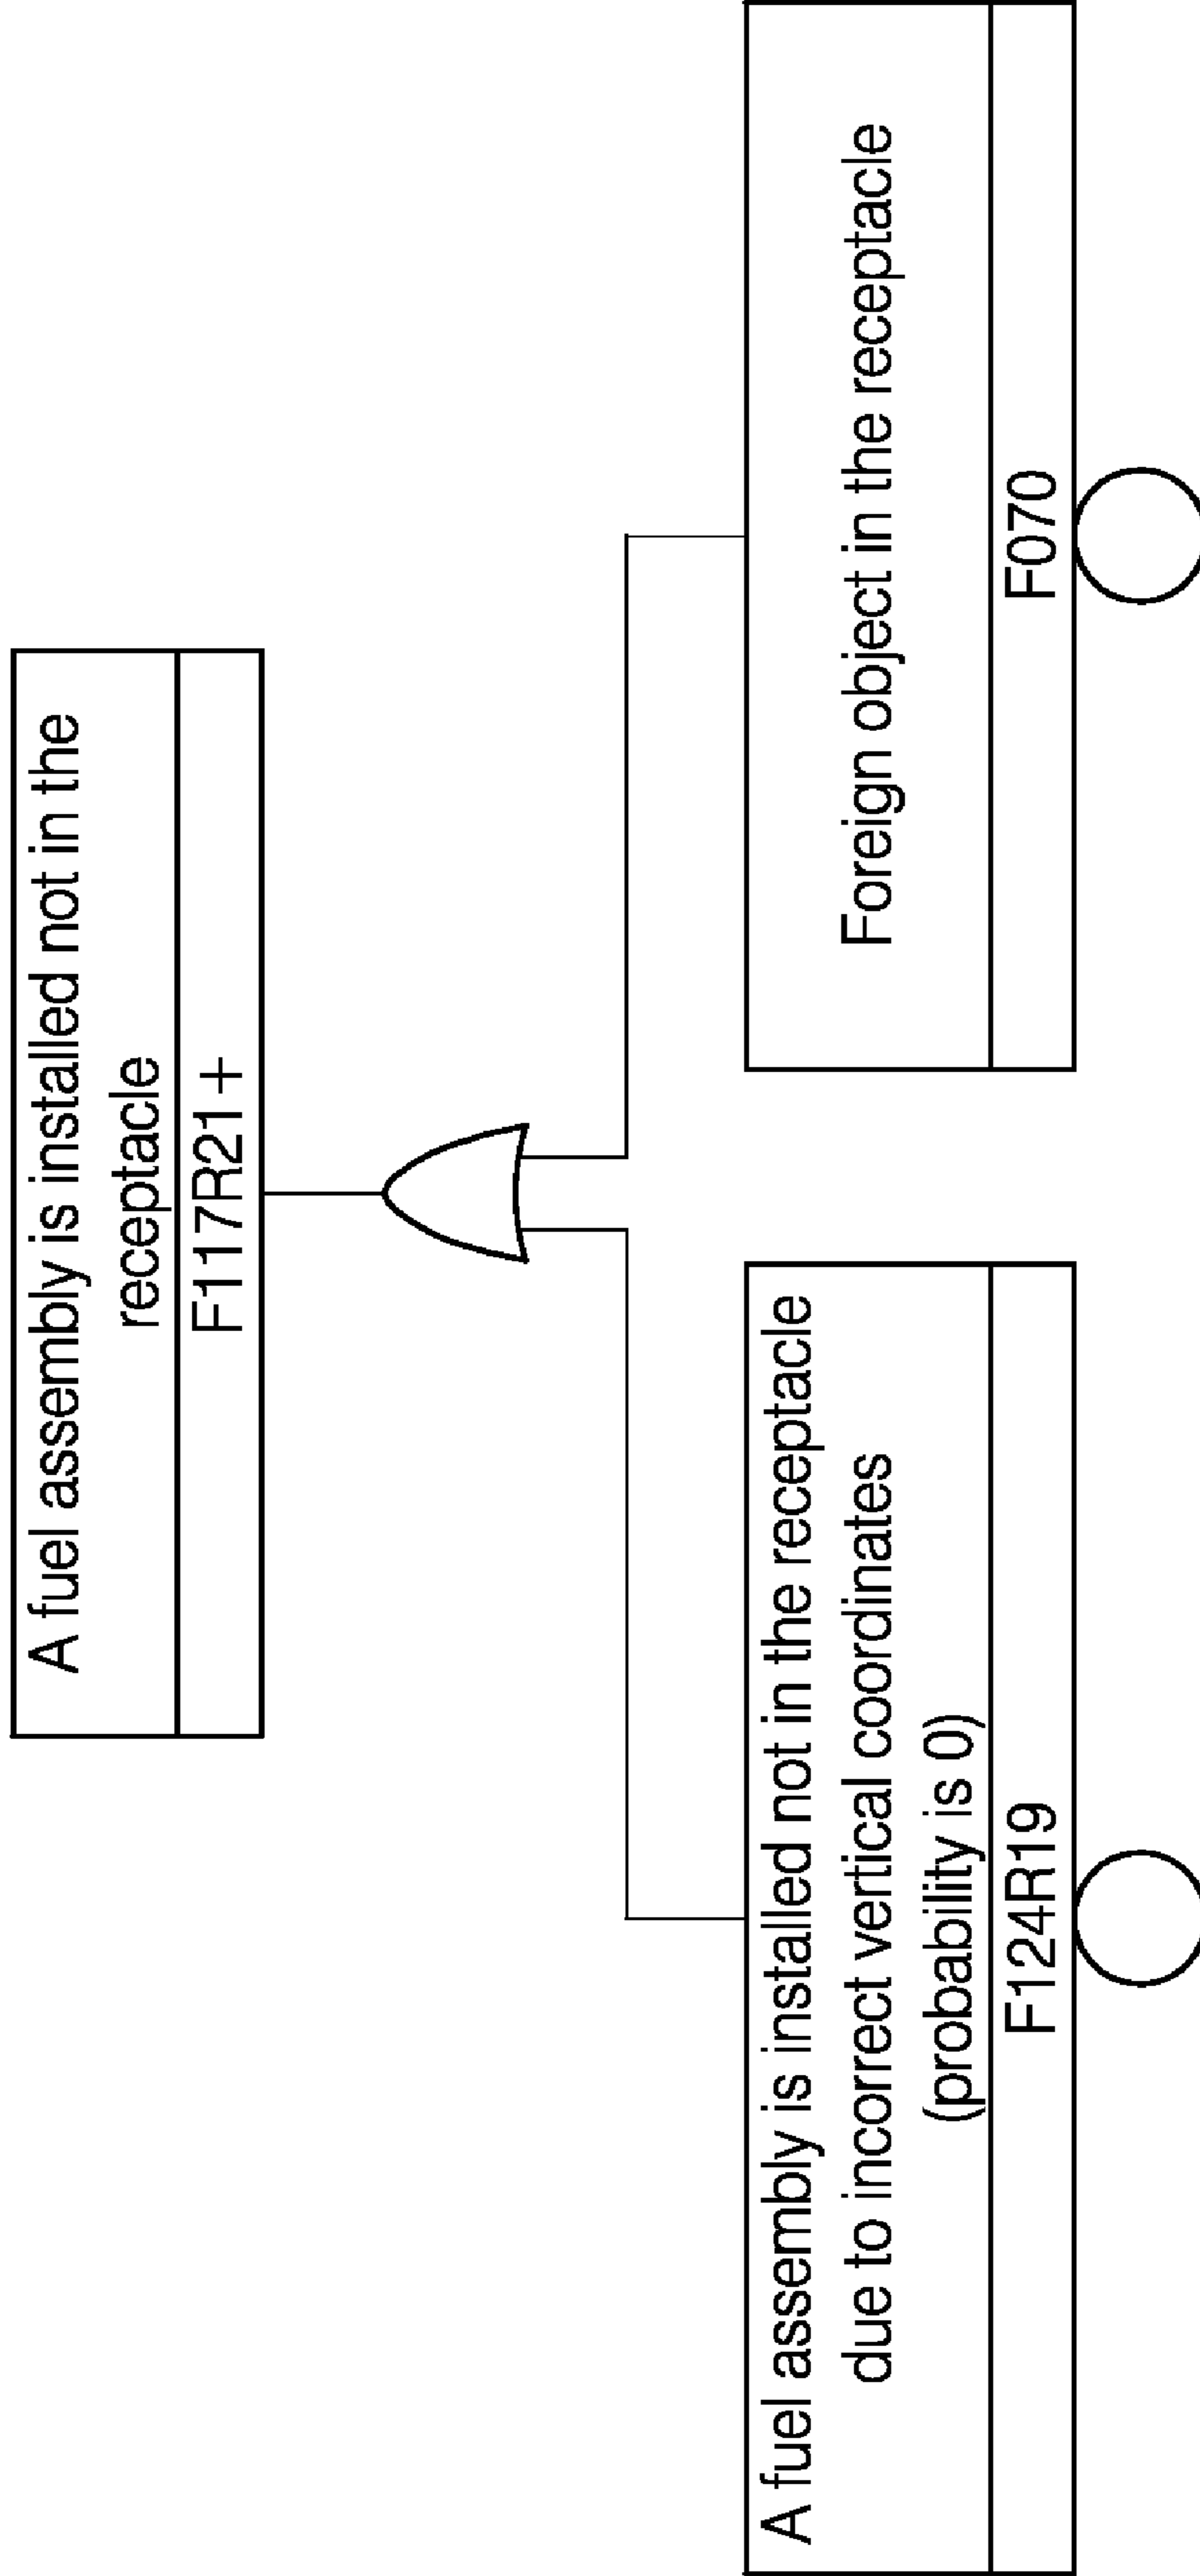 A fuel assembly is installed not in the
receptacle
F117R21+
A fuel assembly is installed not in the receptacle
due to incorrect vertical coordinates
(probability is 0)
F124R19
Foreign object in the receptacle
F070